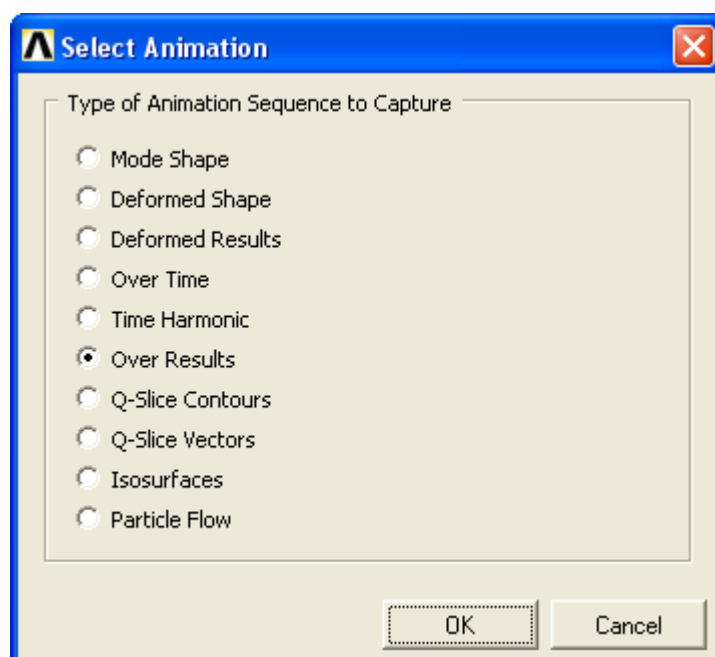 Select Animation
Type of Animation Sequence to Capture
Mode Shape
Deformed Shape
Deformed Results
Over Time
Time Harmonic
Over Results
Q-Slice Contours
Q-Slice Vectors
Isosurfaces
Particle Flow
OK
Cancel